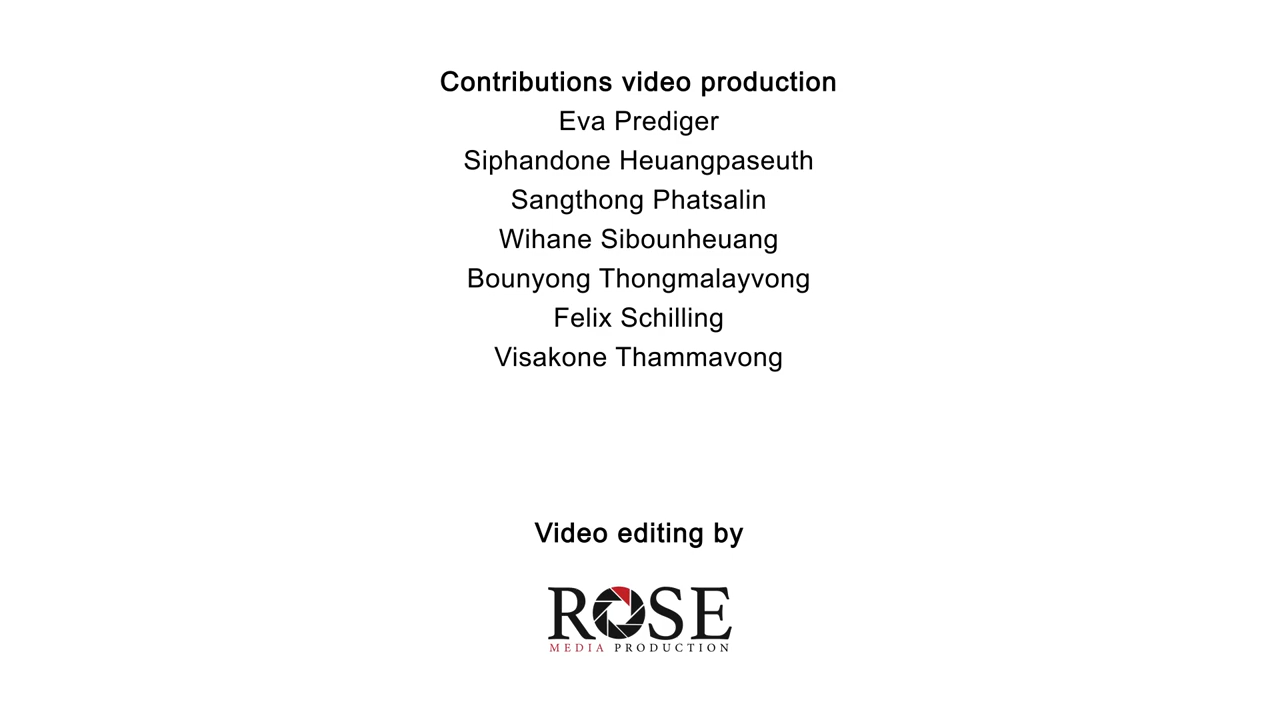 Contributions video production
Eva Prediger
Siphandone Heuangpaseuth
Sangthong Phatsalin
Wihane Sibounheuang
Bounyong Thongmalayvong
Felix Schilling
Visakone Thammavong
Video editing by
ROSE
MEDIA PRODUCTION